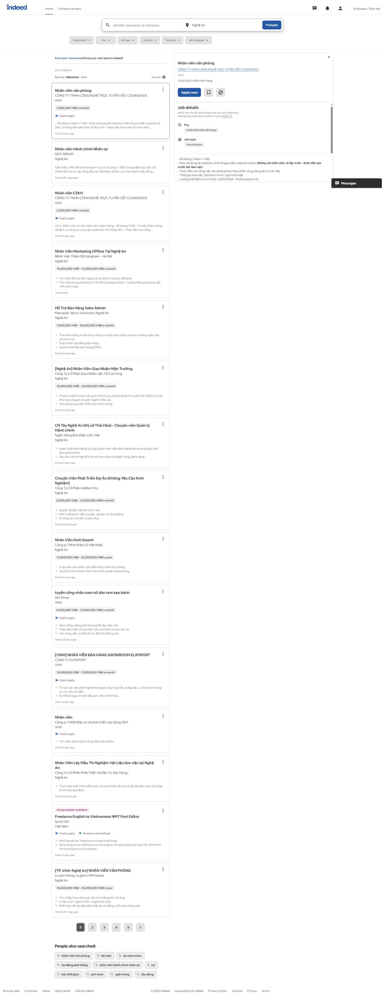 indeed
Home
Company reviews
Employers / Post Job
Job title, keywords, or company
Nghệ An
Find jobs
Date posted
Pay
Job type
Location
Company
Job Language
Post your resume and find your next job on Indeed!
jobs in Nghệ An
Sort by: relevance - date
265 jobs
Nhân viên văn phòng
CÔNG TY TNHH CÔNG NGHỆ TRỰC TUYẾN VIỆT COURSEMOS
Vinh
5,500,000 VNĐ a month
Easily apply
- Số lượng: 2 Nam + 1 Nữ - Đưa nội dung lên website, thiết kế giao diện website cơ
bản (_Không cần kiến thức về lập trình - được đào tạo trước khi làm việc)…
Active 3 days ago
Nhân viên Hành chính Nhân sự
GĐT GROUP
Nghệ An
Giới thiệu: Với triết lý kinh doanh "Uy tín là vàng" – GĐT Group đặt mục tiêu trở
thành đối tác tin cậy hàng đầu tại Việt Nam về lĩnh vực kinh doanh bất động…
Posted 30+ days ago
Nhân viên CSKH
CÔNG TY TNHH CÔNG NGHỆ TRỰC TUYẾN VIỆT COURSEMOS
Vinh
5,500,000 VNĐ a month
Easily apply
Vị trí : Nhân viên tư vấn chăm sóc khách hàng - Số lượng: 2 Nữ - Tư vấn khách hàng
về dịch vụ công ty cung cấp, chăm sóc KH hàng năm - Thực hiện các công…
Active 6 days ago
Nhân Viên Marketing Offline Tại Nghệ An
Bệnh Viện Thẩm Mỹ Kangnam - Hà Nội
Nghệ An
10,000,000 VNĐ - 12,000,000 VNĐ a month
Tìm kiếm đối tác bên ngoài tại cơ sở (Co-brand, Affiliate).
Thu nhập trong khoảng 10-12 triệu (Lương cơ bản + Lương Hiệu quả công việc
+PC cơm trưa).
Just posted
Hỗ Trợ Bán Hàng Sales Admin
Mercedes-Benz Vinamotor Nghệ An
Nghệ An
7,000,000 VNĐ - 10,000,000 VNĐ a month
Theo dõi lượng xe tồn kho, lượng xe nhập vào, lượng xe bán ra hàng ngày của
các khu vực.
Soạn thảo hợp đồng bán hàng.
Quản trị dữ liệu bán hàng (CRM).
Posted 6 days ago
[Nghệ An] Nhân Viên Giao Nhận Hiện Trường
Công Ty Cổ Phần Giao Nhận Vận Tải Con Ong
Nghệ An
10,000,000 VNĐ - 16,000,000 VNĐ a month
Chuẩn bị bộ HS khai hải quan trên Ecuss, chuẩn bị bộ HS xuất trình HQ/CO, cũng
như các cơ quan chuyên ngành (nếu có).
Tạo dựng quan hệ, chăm sóc khách hàng.
Posted 3 days ago
CN Tây Nghệ An (thị xã Thái Hòa) - Chuyên viên Quản lý
Hành chính
Ngân Hàng Bưu Điện Liên Việt
Nghệ An
Hoàn thiện Đơn đăng ký ứng tuyển theo mẫu định dạng file excel tại góc trên
bên phải jobsite.
Yêu cầu: Hồ sơ hợp lệ là hồ sơ theo mẫu của Ngân hàng, định dạng…
Posted 5 days ago
Chuyên Viên Phát Triển Dự Án (Không Yêu Cầu Kinh
Nghiệm)
Công Ty Cổ Phần Golden City
Nghệ An
8,000,000 VNĐ - 15,000,000 VNĐ a month
Quyền lợi đặc biệt tới nhân viên.
Môi trường làm việc chuyên nghiệp và năng động.
Đi công tác xa (nếu có yêu cầu).
Posted 26 days ago
Nhân Viên Kinh Doanh
Công ty TNHH Điện tử Việt Nhật
Nghệ An
11,000,000 VNĐ - 23,000,000 VNĐ a year
Chào bán sản phẩm Sato đến Đại lý trên thị trường;
Sơ yếu lý lịch có xác nhận của chính quyền địa phương.
Posted 4 days ago
tuyển công nhân nam nữ dán tem kẹo bánh
tân home
Vinh
8,000,000 VNĐ - 12,000,000 VNĐ a month
Easily apply
Nam nữ lao động phổ thông biết đọc biết viết.
Theo dõi chấm công nhân viên và khách ra vào nếu có.
Các công việc cụ thể sẽ trao đổi khi phỏng vấn.
Posted 25 days ago
[VINH] NHÂN VIÊN BÁN HÀNG SHOWROOM ELIPSPORT
CÔNG TY ELIPSPORT
Vinh
12,000,000 VNĐ - 17,000,000 VNĐ a month
Easily apply
Tư vấn các sản phẩm (ghế massage, máy chạy bộ, xe đạp tập,..) cho khách hàng
có nhu cầu khi đến.
Ký HĐLĐ ngay khi bắt đầu làm việc chính thức.
Active 3 days ago
Nhân viên
Công ty THNN Đầu tư và phát triển xây dựng GĐT
Vinh
Easily apply
Tìm kiếm data khách hàng, data sản phẩm;
Active 6 days ago
Nhân Viên Lấy Mẫu Thí Nghiệm Vật Liệu làm việc tại Nghệ
An
Công Ty Cổ Phần Phát Triển Và Đầu Tư Xây Dựng...
Nghệ An
Thực hiện triển khai kiểm soát và hoàn thiện các hồ sơ vật liệu đầu vào của công
trình theo quy định.
Posted 24 days ago
Hiring multiple candidates
Freelance English to Vietnamese NMT Post Editor
Iyuno SDI
Việt Nam
Easily apply
Responsive employer
MAS stands for "Machine Assisted Subtitling".
According to our field tests on the engine, AI helps reduce at least 20-30% from
the time spent on translation…
Active 4 days ago
[TP. Vinh-Nghệ An] NHÂN VIÊN VĂN PHÒNG
truyền thông và giải trí PIP Media
Nghệ An
10,000,000 VNĐ - 25,000,000 VNĐ a year
Thu nhập theo năng lực, lộ trình thăng tiến rõ ràng.
Chiều thứ 7 nghỉ từ 16h + Nghỉ chủ nhật.
Phối hợp với các bộ phận khác lên ý tưởng, triển khai công việc.
Posted 30+ days ago
1
2
3
4
5
People also searched:
nhân viên văn phòng
kế toán
tại nhà online
lao động phổ thông
nhân viên hành chính nhân sự
tai
bán thời gian
part time
ngân hàng
xây dựng
Nhân viên văn phòng
CÔNG TY TNHH CÔNG NGHỆ TRỰC TUYẾN VIỆT COURSEMOS
Vinh
5.500.000 VNĐ một tháng
Apply now
Job details
Here's how the job details align with your job preferences.
Manage job preferences anytime in your profile.
Pay
5.500.000 VNĐ một tháng
Job type
Toàn thời gian
- Số lượng: 2 Nam + 1 Nữ
- Đưa nội dung lên website, thiết kế giao diện website cơ bản (Không cần kiến thức về lập trình - được đào tạo
trước khi làm việc)
- Thực hiện các công việc văn phòng khác theo phân công của quản lý trực tiếp
- Thời gian làm việc: Giờ hành chính, nghỉ chủ nhật
- Lương khởi điểm chính thức: 5.500.000đ + thưởng doanh số
Messages
Browse Jobs
Countries
About
Help Center
ESG at Indeed
© 2023 Indeed
Accessibility at Indeed
Privacy Center
Cookies
Privacy
Terms